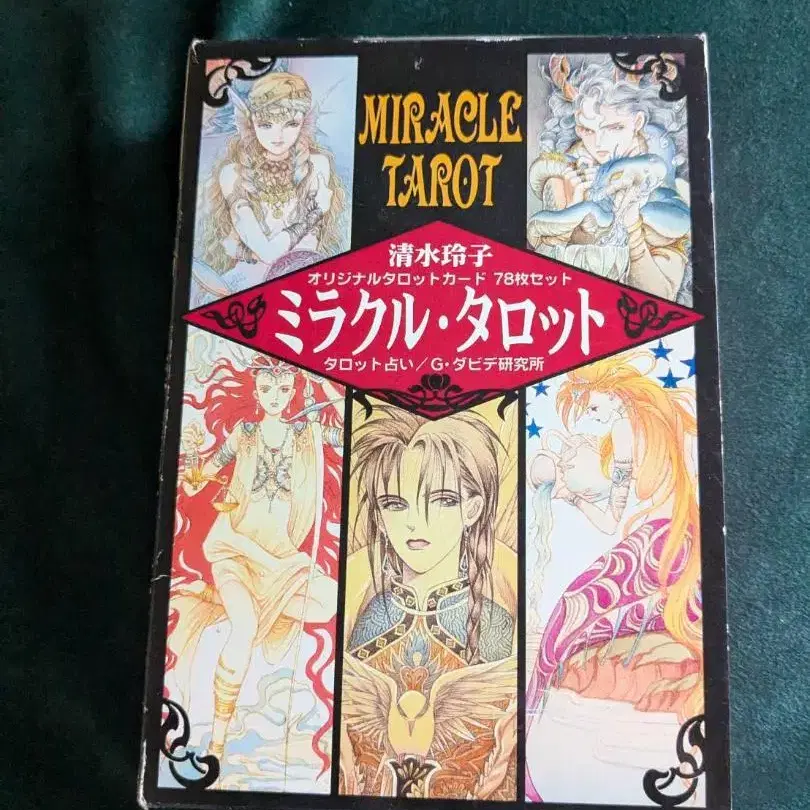 MIRACLE
TAROT
清水玲子
オリジナルタロットカード 78枚セット
ミラクル・タロット
タロット占い/G・ダビデ研究所